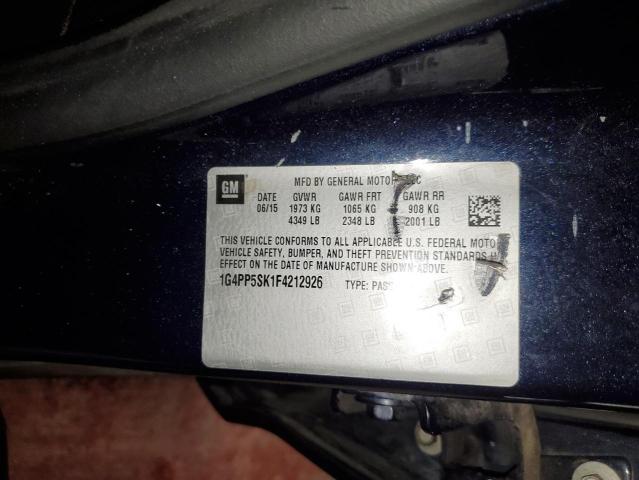 GM
MFD BY GENERAL MOTORS LLC
DATE GVWR GAWR FRT GAWR RR
06/15 1973 KG 1065 KG 908 KG
4349 LB 2348 LB 2001 LB
THIS VEHICLE CONFORMS TO ALL APPLICABLE U.S. FEDERAL MOTO
VEHICLE SAFETY, BUMPER, AND THEFT PREVENTION STANDARDS I
EFFECT ON THE DATE OF MANUFACTURE SHOWN ABOVE.
1G4PP5SK1F4212926 TYPE: PASS